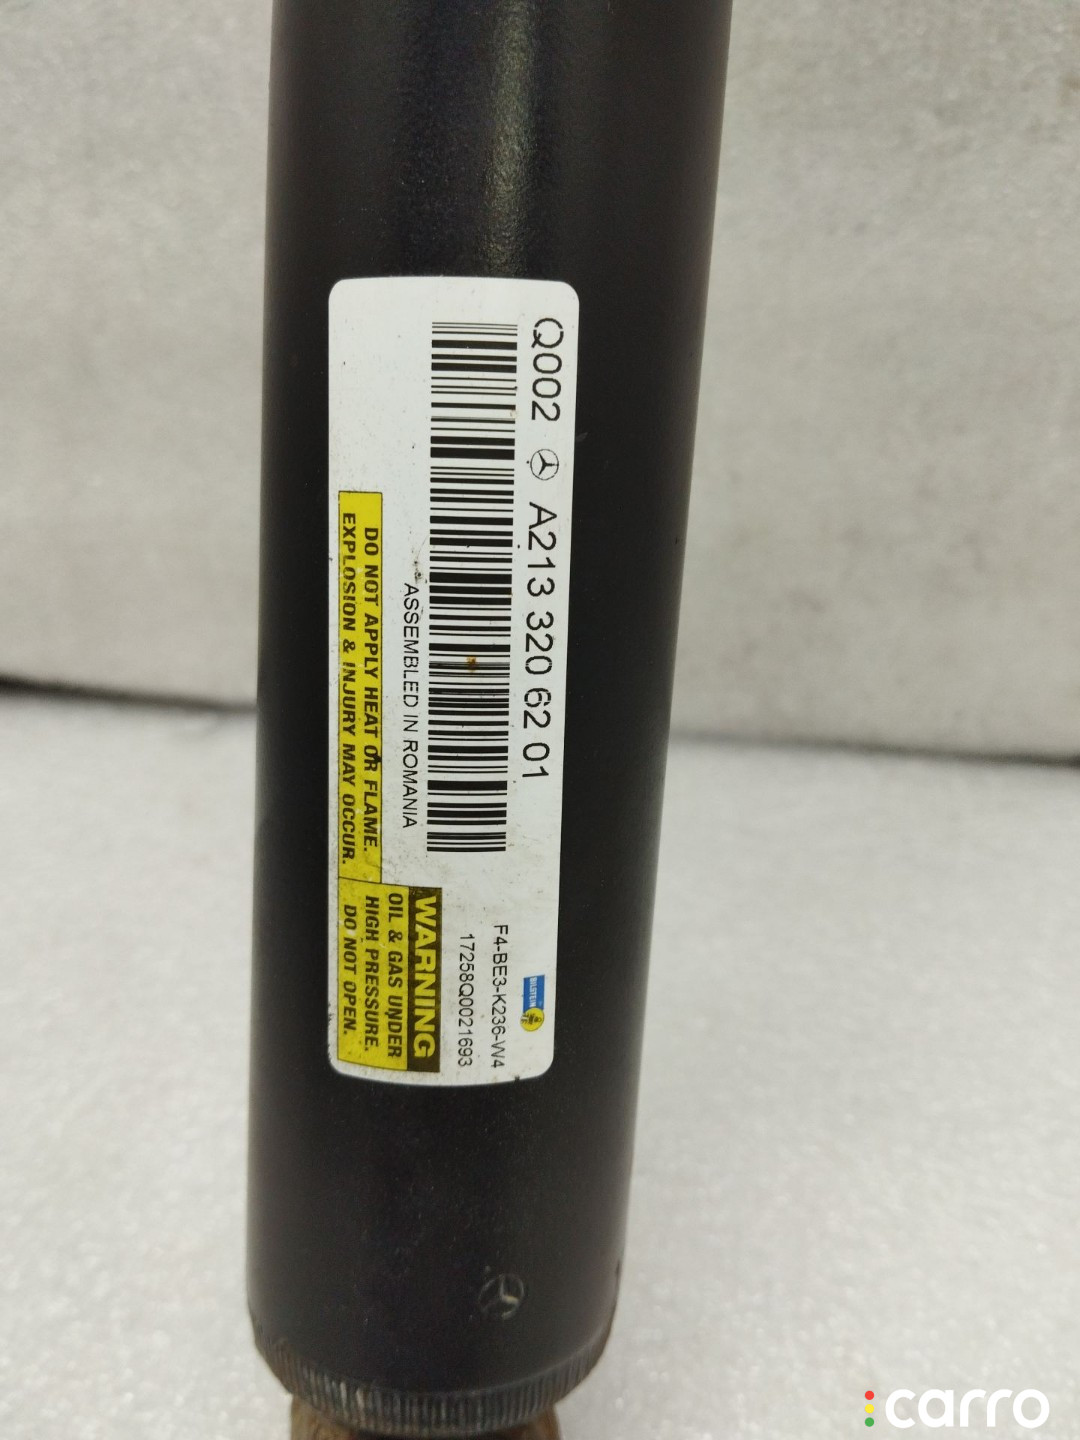 Q002 A213 320 62 01
BILSTEIN
F4-BE3-K236-W4
17258Q0021693
ASSEMBLED IN ROMANIA
WARNING
OIL & GAS UNDER
HIGH PRESSURE.
DO NOT OPEN.
DO NOT APPLY HEAT OR FLAME.
EXPLOSION & INJURY MAY OCCUR.
carro